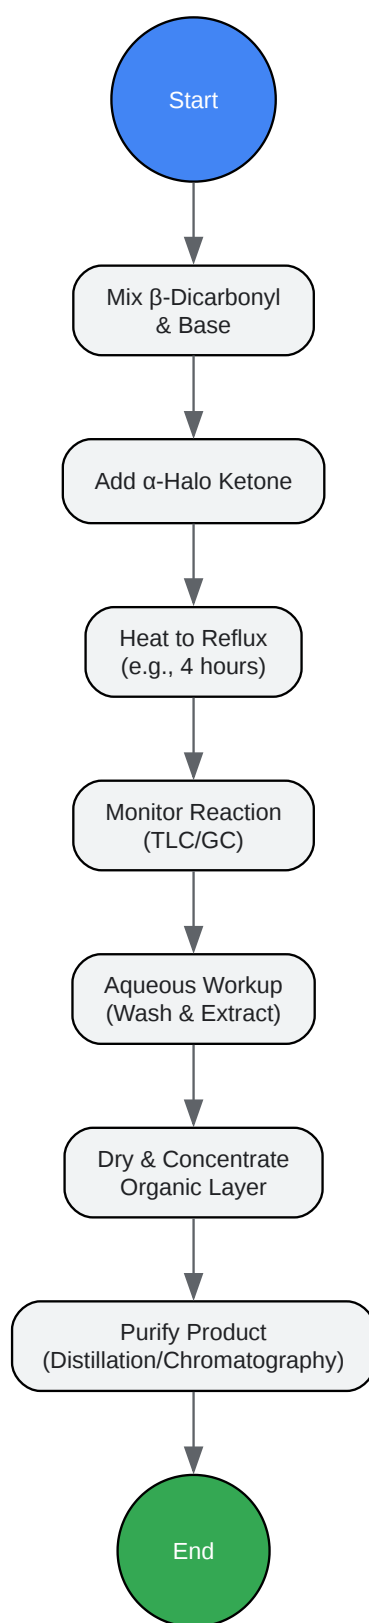 Start
Mix β-Dicarbonyl
& Base
Add α-Halo Ketone
Heat to Reflux
(e.g., 4 hours)
Monitor Reaction
(TLC/GC)
Aqueous Workup
(Wash & Extract)
Dry & Concentrate
Organic Layer
Purify Product
(Distillation/Chromatography)
End